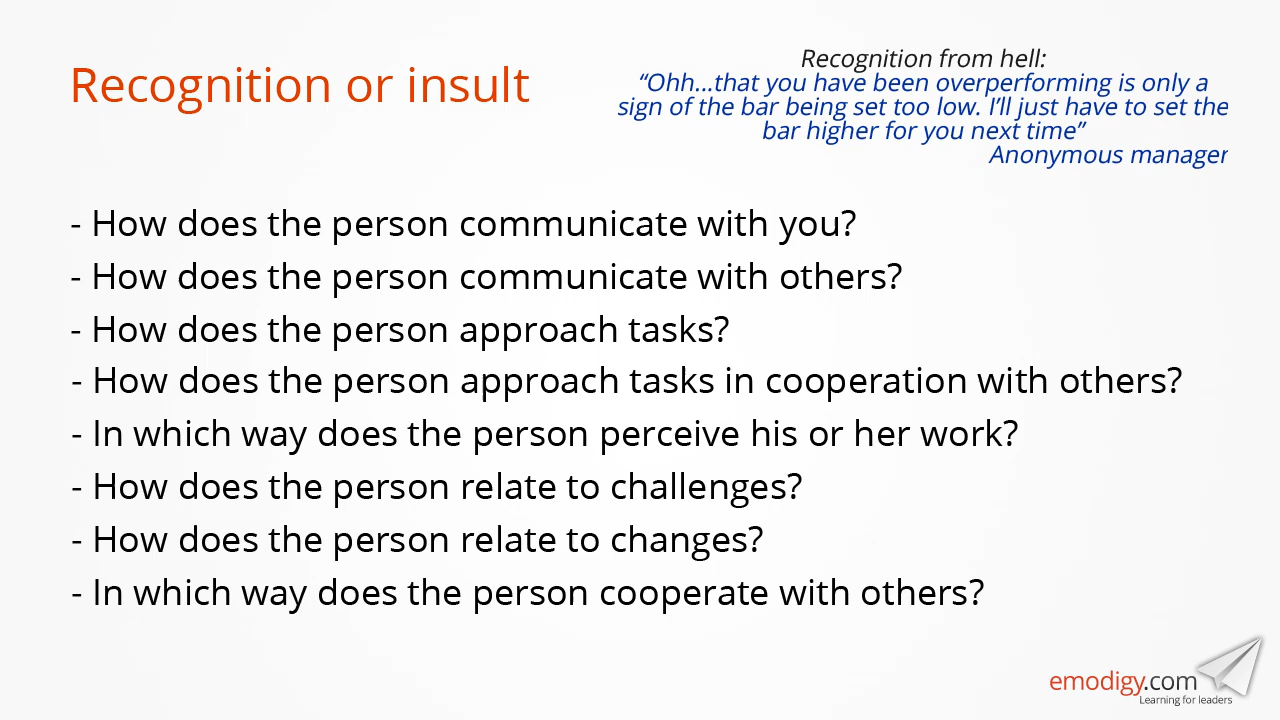 Recognition or insult
Recognition from hell:
“Ohh...that you have been overperforming is only a
sign of the bar being set too low. I’ll just have to set the
bar higher for you next time”
Anonymous manager
- How does the person communicate with you?
- How does the person communicate with others?
- How does the person approach tasks?
- How does the person approach tasks in cooperation with others?
- In which way does the person perceive his or her work?
- How does the person relate to challenges?
- How does the person relate to changes?
- In which way does the person cooperate with others?
emodigy.com
Learning for leaders